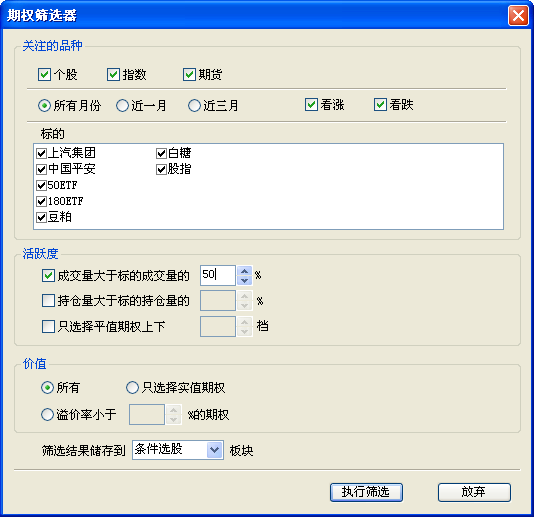 期权筛选器
关注的品种
个股 指数 期货
所有月份 近一月 近三月 看涨 看跌
标的
上汽集团 白糖
中国平安 股指
50ETF
180ETF
豆粕
活跃度
成交量大于标的成交量的 50 %
持仓量大于标的持仓量的 %
只选择平值期权上下 档
价值
所有 只选择实值期权
溢价率小于 %的期权
筛选结果储存到 条件选股 板块
执行筛选 放弃